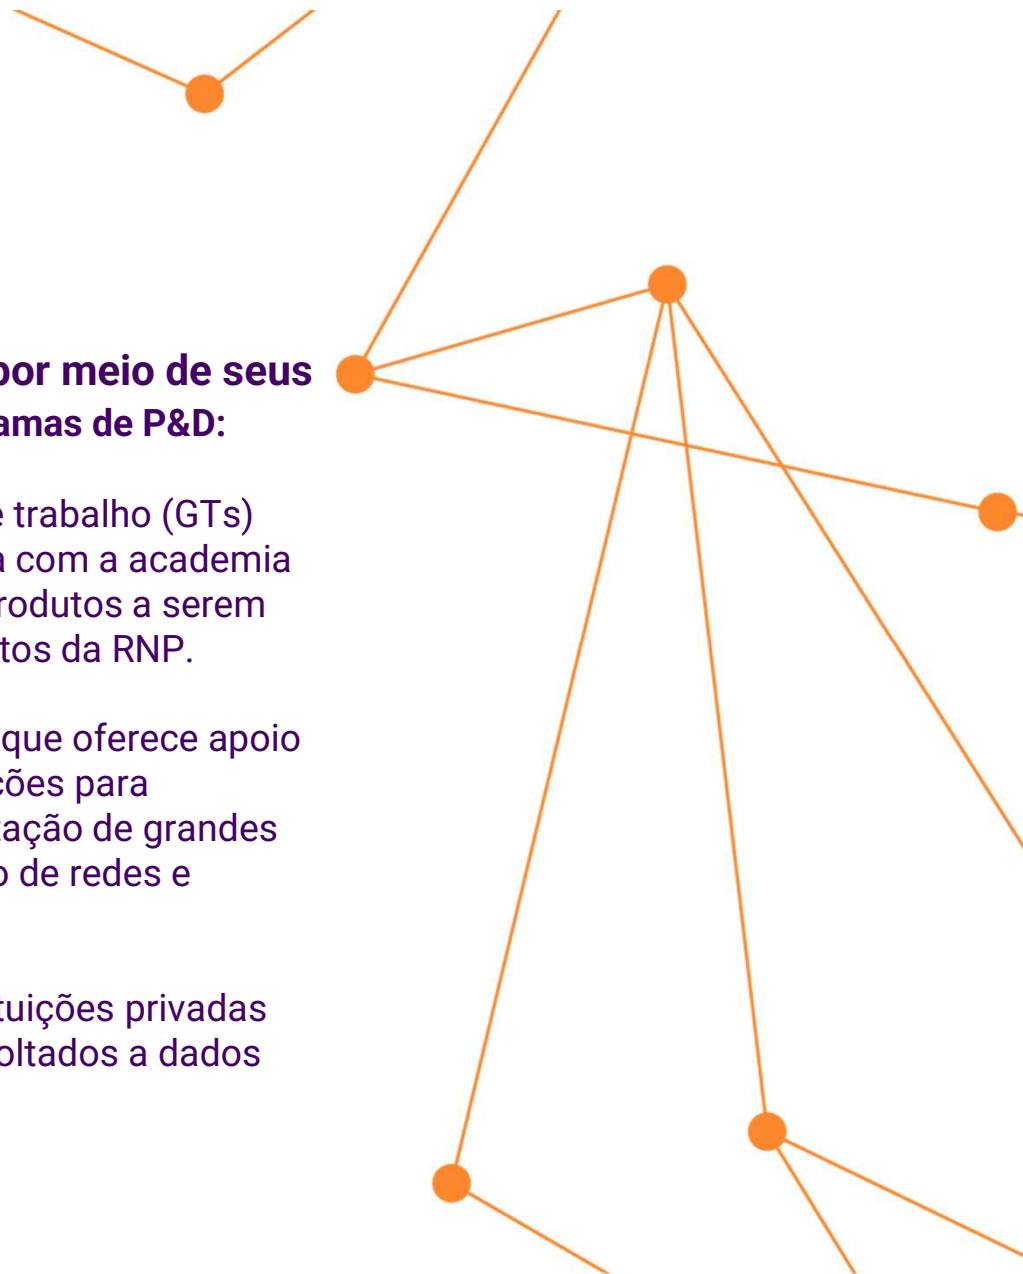 por meio de seus
amas de P&D:
trabalho (GTs)
com a academia
rodutos a serem
tos da RNP.
que oferece apoio
ções para
tação de grandes
de redes e
tuições privadas
oltados a dados